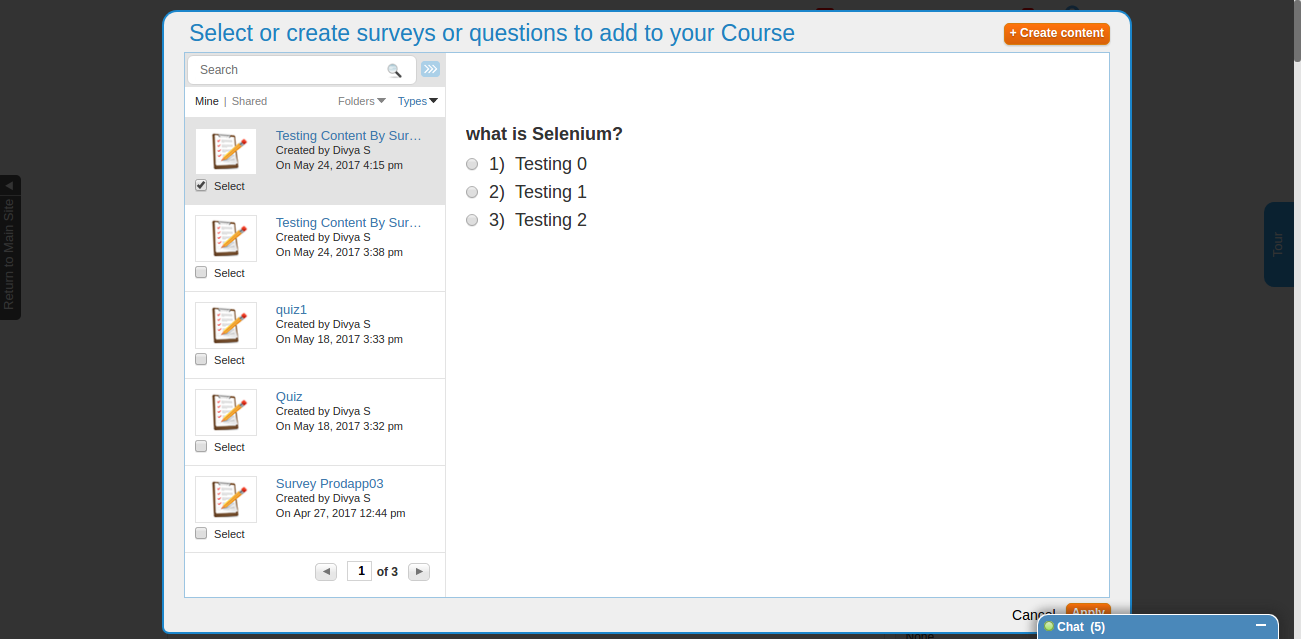 Select or create surveys or questions to add to your Course
+ Create content
Search
Mine | Shared
Folders
Types
Testing Content By Sur…
Created by Divya S
On May 24, 2017 4:15 pm
Select
Testing Content By Sur…
Created by Divya S
On May 24, 2017 3:38 pm
Select
quiz1
Created by Divya S
On May 18, 2017 3:33 pm
Select
Quiz
Created by Divya S
On May 18, 2017 3:32 pm
Select
Survey Prodapp03
Created by Divya S
On Apr 27, 2017 12:44 pm
Select
1 of 3
what is Selenium?
1) Testing 0
2) Testing 1
3) Testing 2
Return to Main Site
Tour
Cancel
Apply
None
Chat (5)